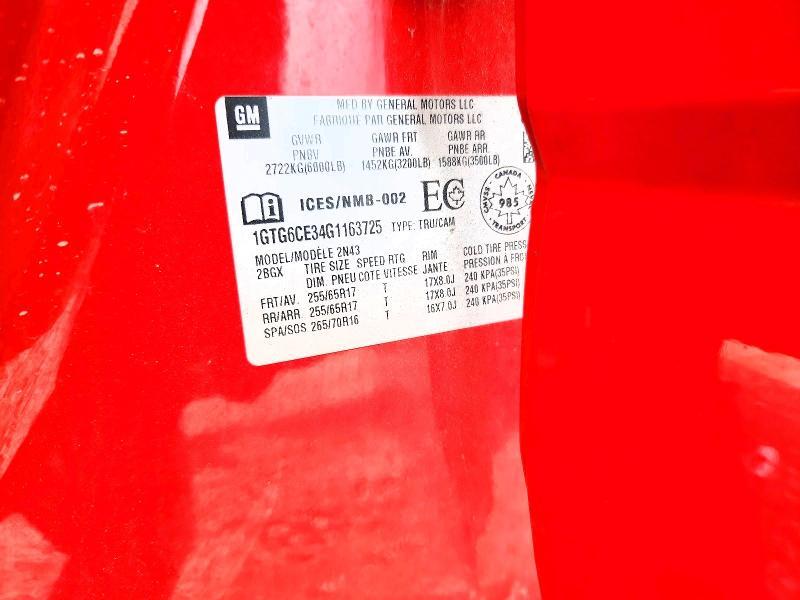 GM
MFD BY GENERAL MOTORS LLC
FABRIQUE PAR GENERAL MOTORS LLC
GVWR GAWR FRT GAWR RR
PNBV PNBE AV. PNBE ARR.
2722KG(6000LB) 1452KG(3200LB) 1588KG(3500LB)
ICES/NMB-002 EC
CANADA
985
TRANSPORT
1GTG6CE34G1163725 TYPE: TRU/CAM
MODEL/MODÈLE 2N43
2BGX TIRE SIZE SPEED RTG RIM COLD TIRE PRESS
DIM. PNEU COTE VITESSE JANTE PRESSION À FRO
FRT/AV. 255/65R17 T 17X8.0J 240 KPA(35PSI)
RR/ARR 255/65R17 T 17X8.0J 240 KPA(35PSI)
SPA/SOS 265/70R16 T 16X7.0J 240 KPA(35PSI)